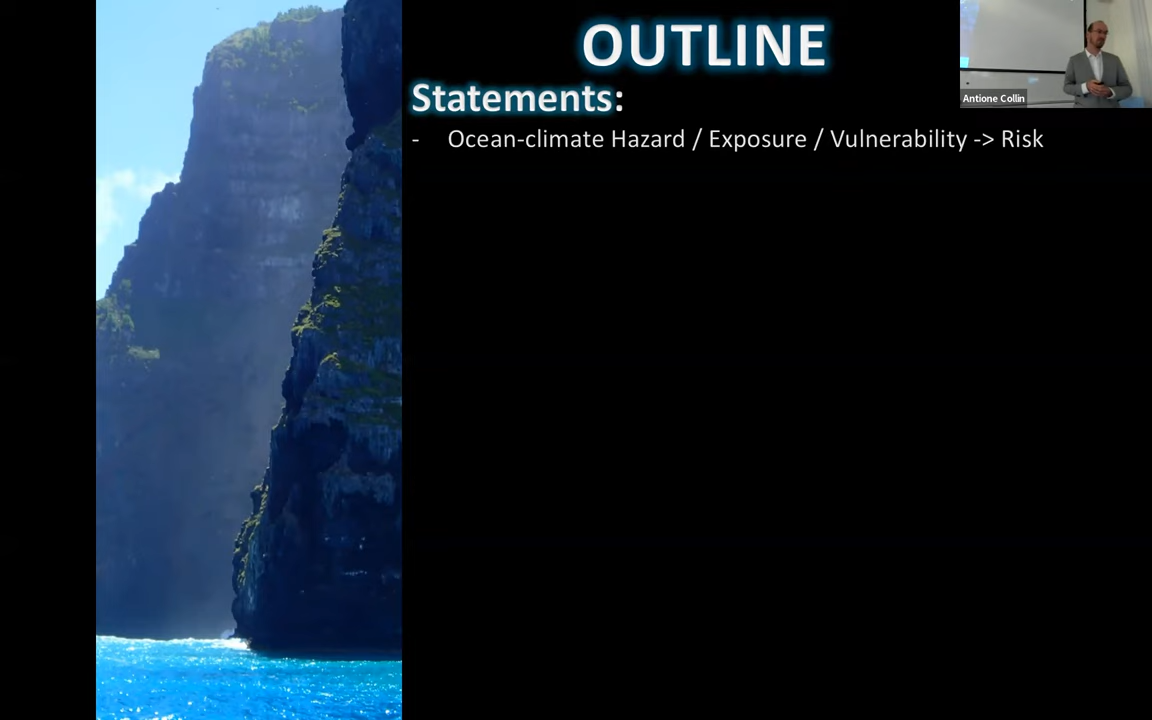 OUTLINE
Statements:
- Ocean-climate Hazard / Exposure / Vulnerability -> Risk
Antione Collin